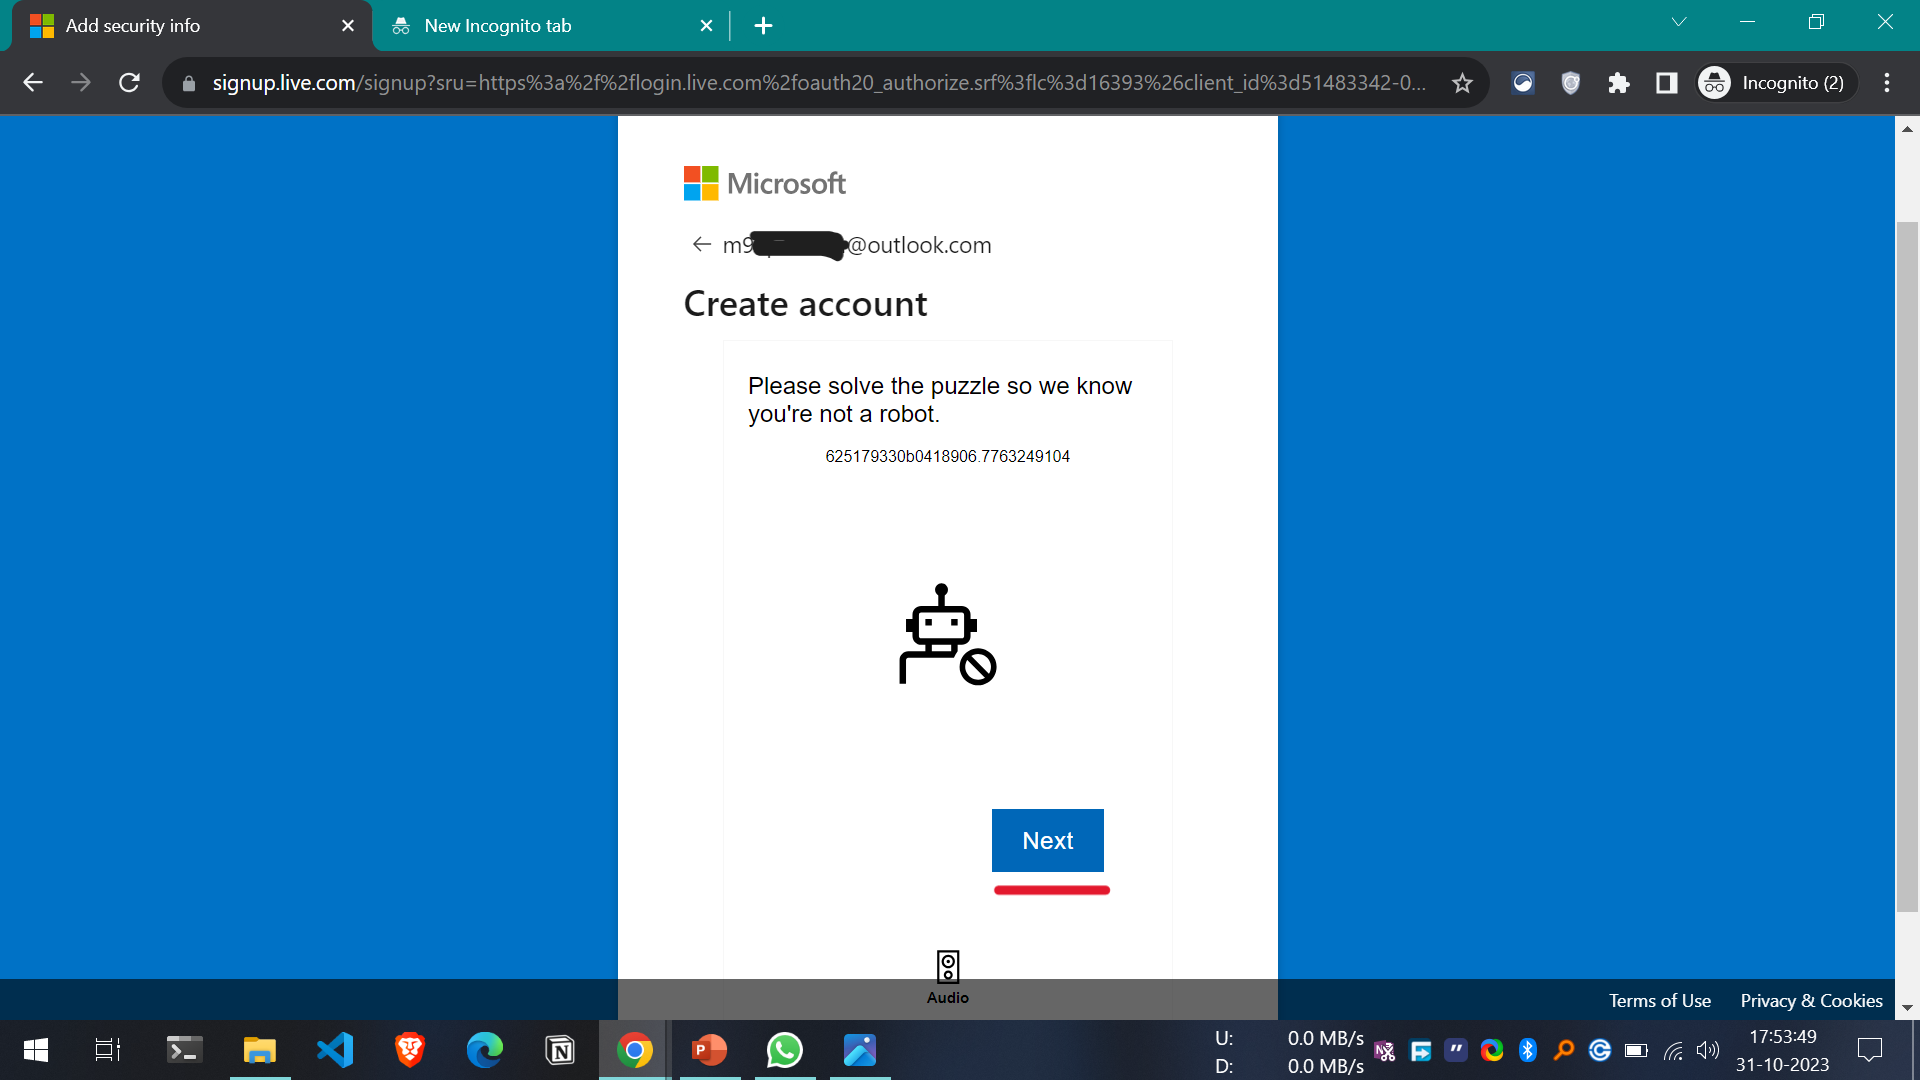 Add security info
New Incognito tab
signup.live.com/signup?sru=https%3a%2f%2flogin.live.com%2foauth20_authorize.srf%3flc%3d16393%26client_id%3d51483342-0...
Incognito (2)
Microsoft
@outlook.com
Create account
Please solve the puzzle so we know
you're not a robot.
625179330b0418906.7763249104
Next
Audio
Terms of Use
Privacy & Cookies
U: 0.0 MB/s
D: 0.0 MB/s
17:53:49
31-10-2023